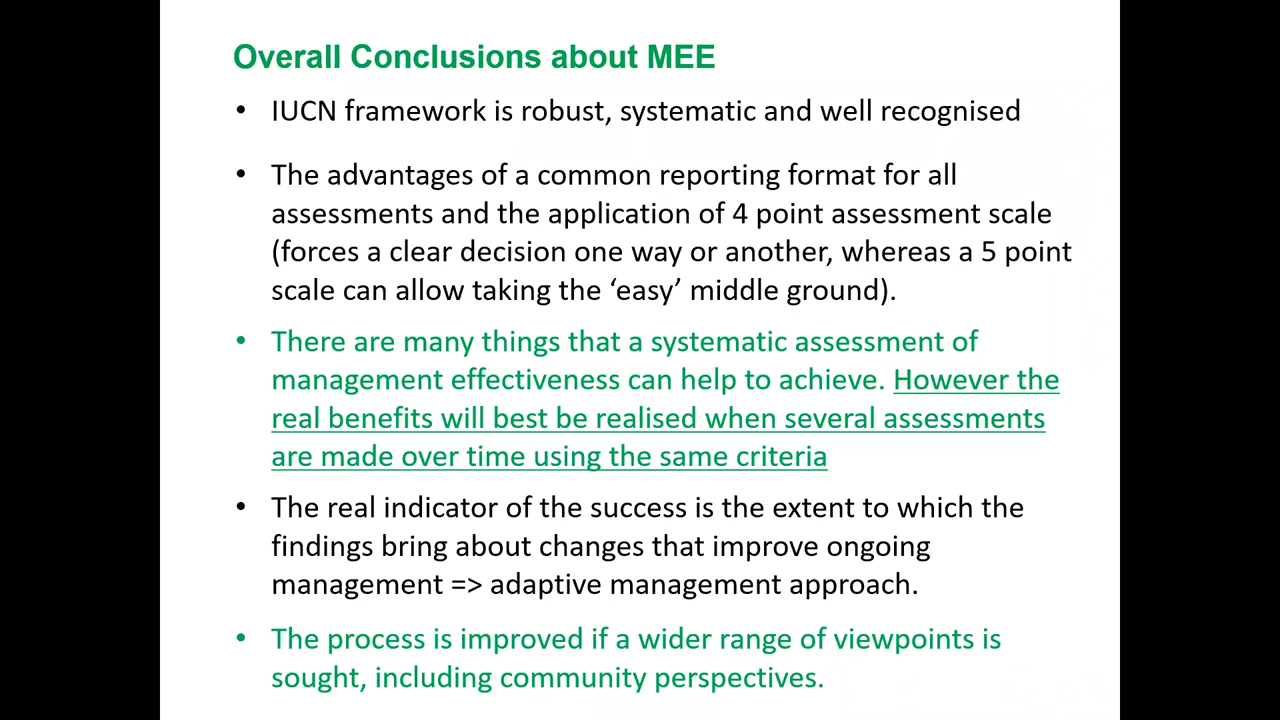 Overall Conclusions about MEE
• IUCN framework is robust, systematic and well recognised
• The advantages of a common reporting format for all
assessments and the application of 4 point assessment scale
(forces a clear decision one way or another, whereas a 5 point
scale can allow taking the ‘easy’ middle ground).
• There are many things that a systematic assessment of
management effectiveness can help to achieve. However the
real benefits will best be realised when several assessments
are made over time using the same criteria
• The real indicator of the success is the extent to which the
findings bring about changes that improve ongoing
management => adaptive management approach.
• The process is improved if a wider range of viewpoints is
sought, including community perspectives.